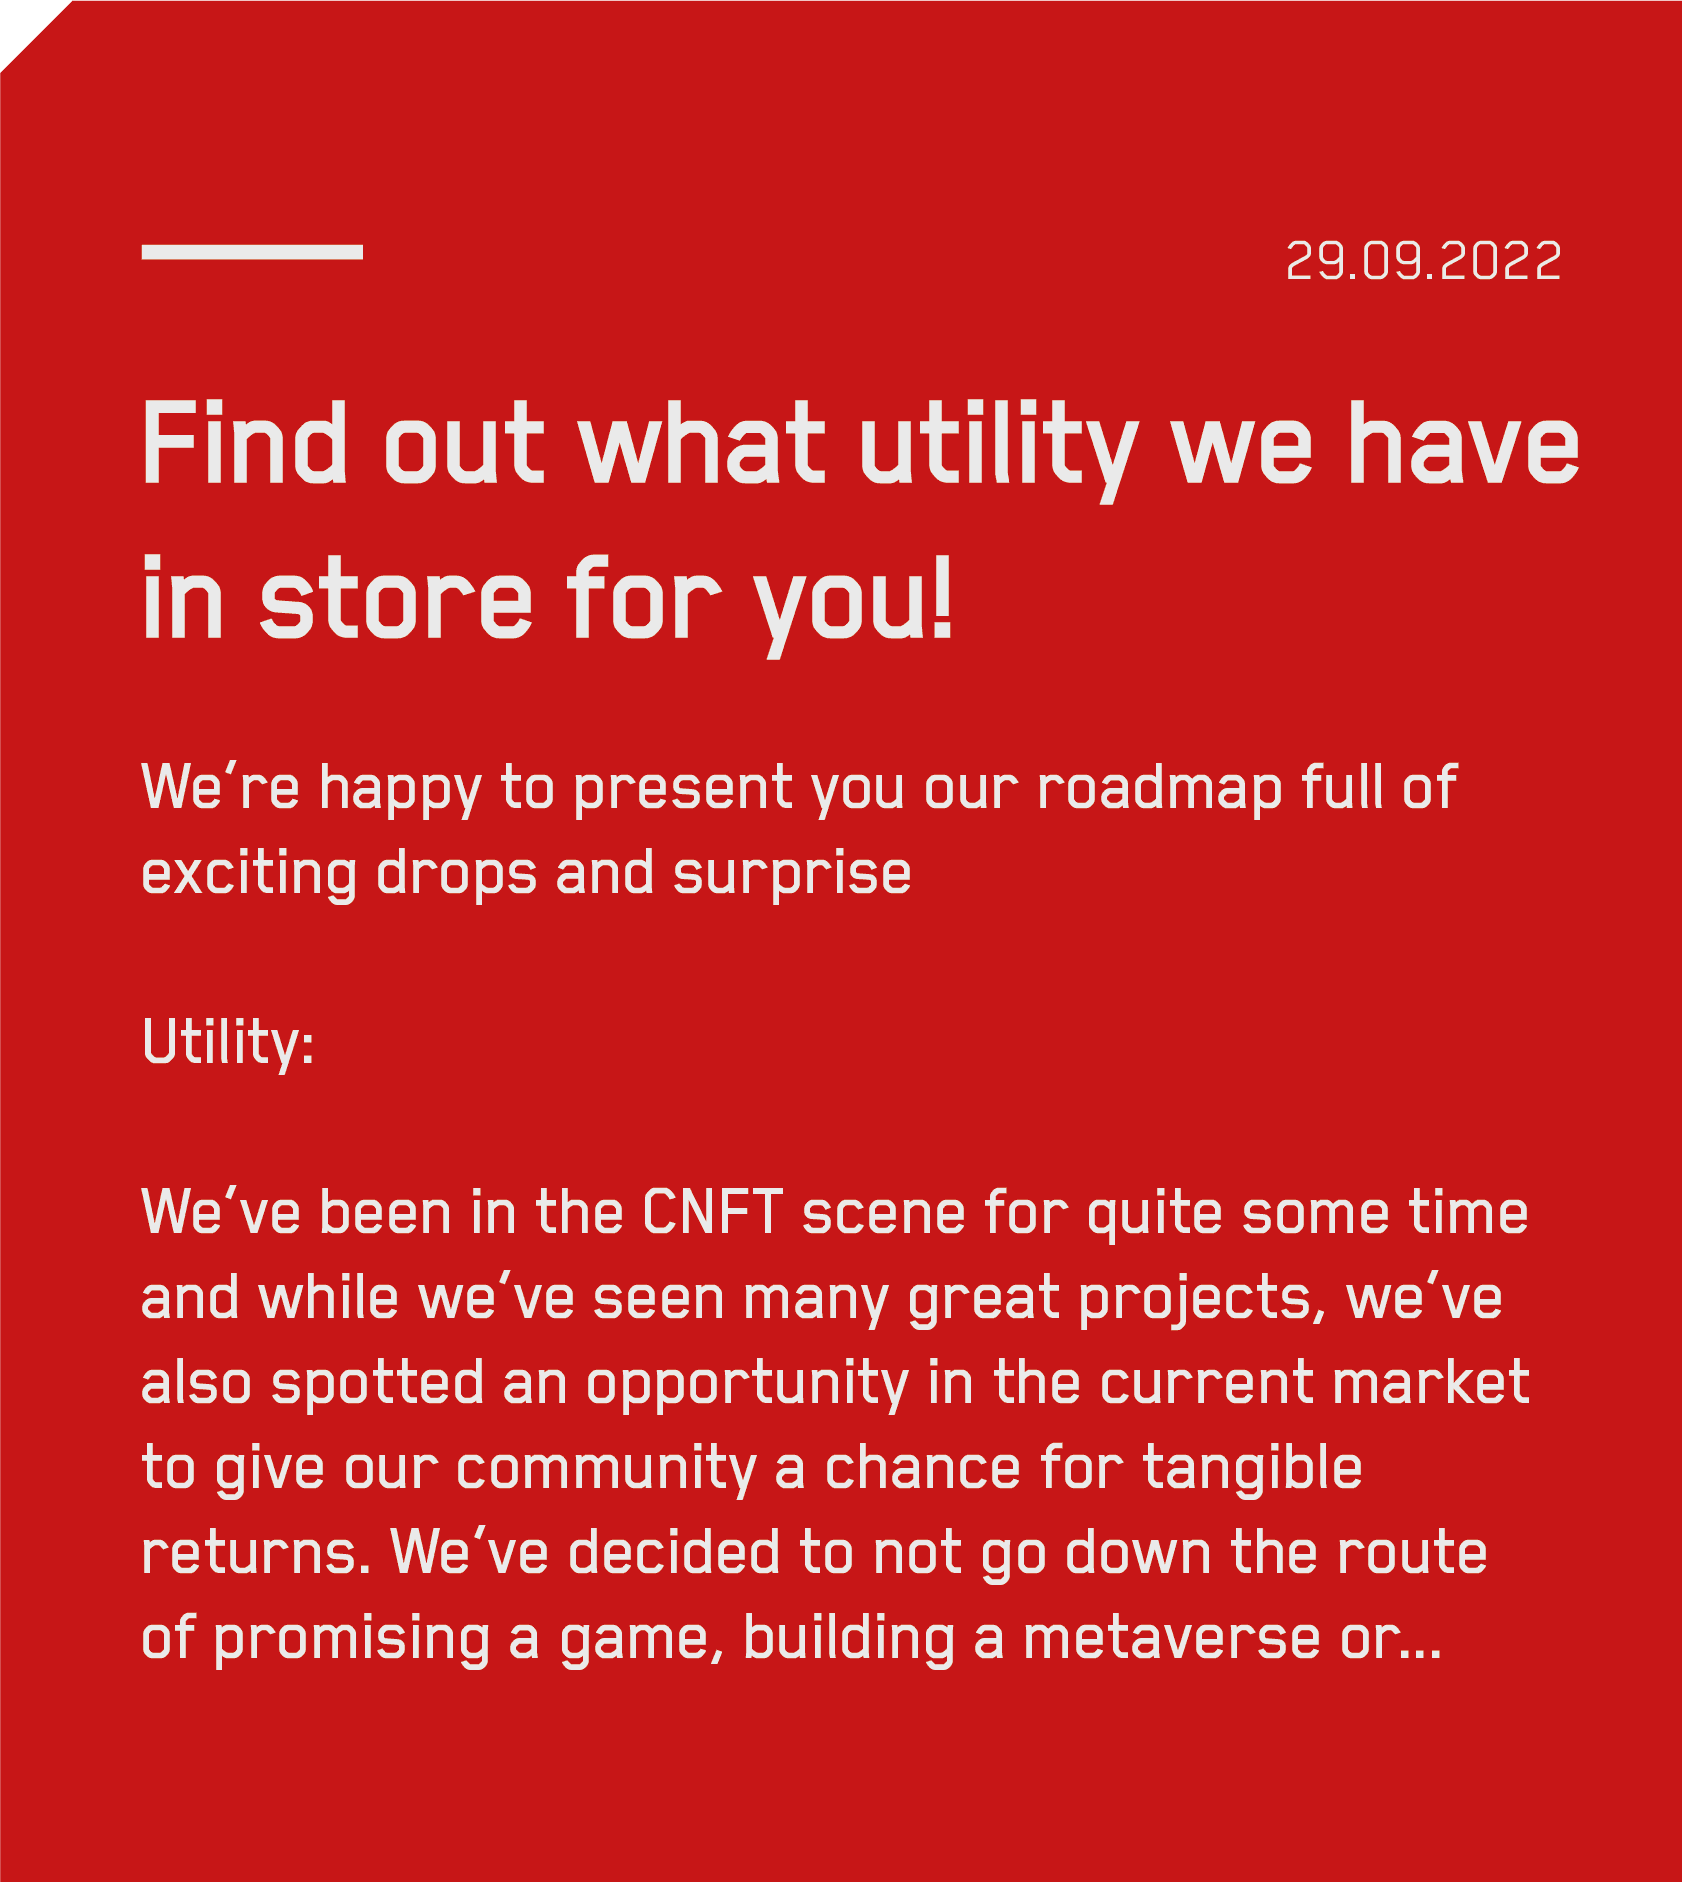 29.09.2022
Find out what utility we have
in store for you!
We’re happy to present you our roadmap full of
exciting drops and surprise
Utility:
We’ve been in the CNFT scene for quite some time
and while we’ve seen many great projects, we’ve
also spotted an opportunity in the current market
to give our community a chance for tangible
returns. We’ve decided to not go down the route
of promising a game, building a metaverse or...